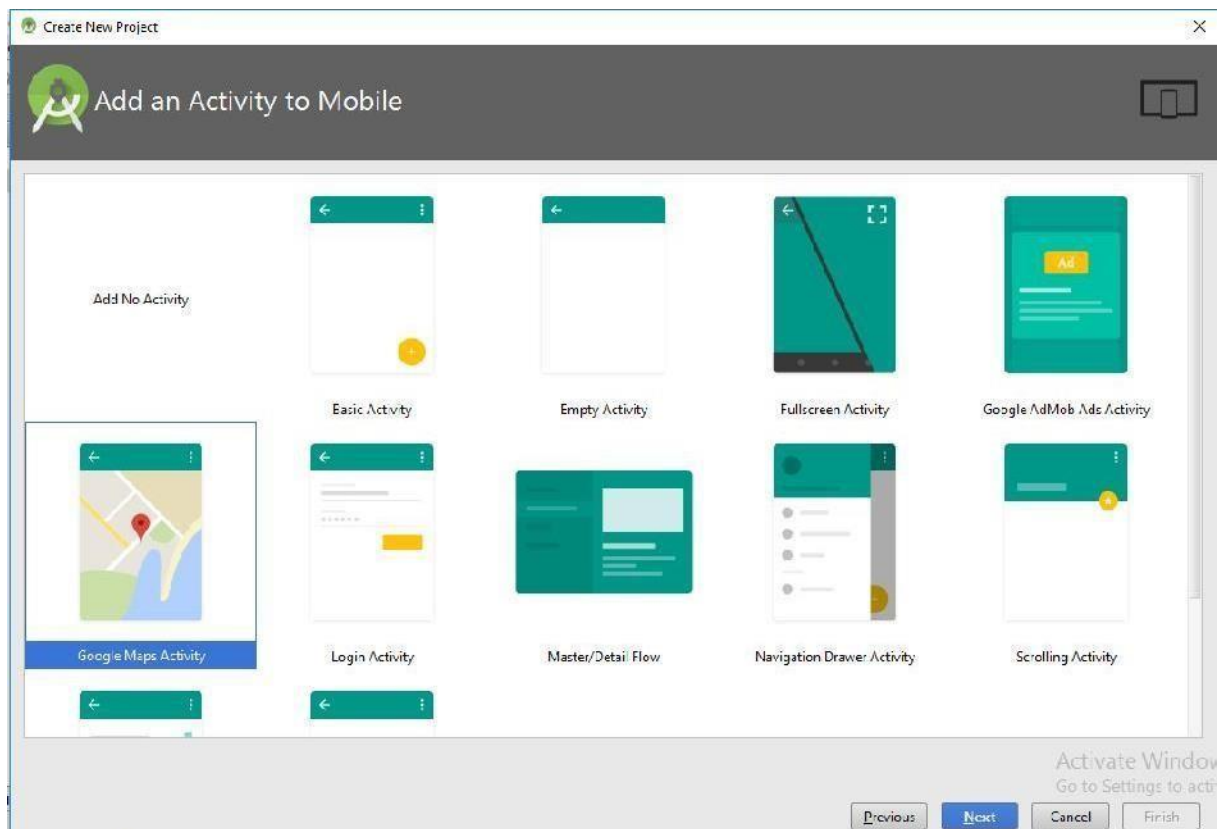 Create New Project
Add an Activity to Mobile
Add No Activity
Ad
Basic Activity
Empty Activity
Fullscreen Activity
Google AdMob Ads Activity
Google Maps Activity
Login Activity
Master/Detail Flow
Navigation Drawer Activity
Scrolling Activity
Activate Window
Go to Settings to acti
Previous
Next
Cancel
Finish